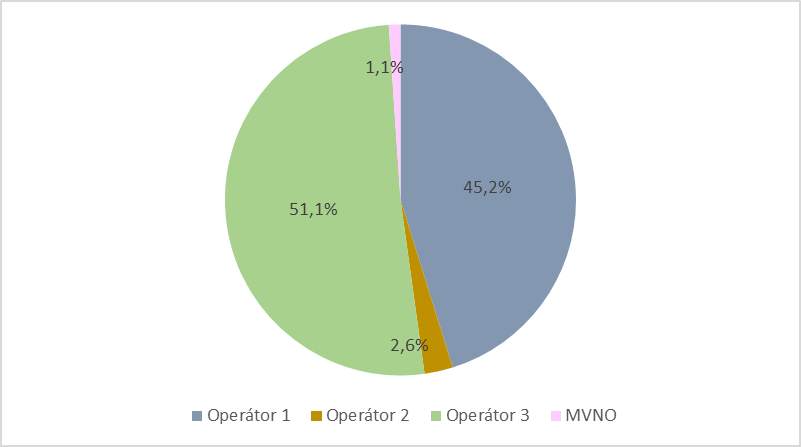 1,1%
45,2%
51,1%
2,6%
Operátor 1 Operátor 2 Operátor 3 MVNO